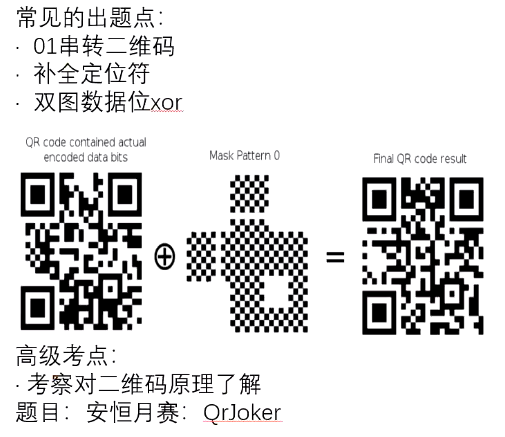 常见的出题点：
· 01串转二维码
· 补全定位符
· 双图数据位xor
QR code contained actual
encoded data bits
Mask Pattern 0
Final QR code result
⊕
=
高级考点：
· 考察对二维码原理了解
题目：安恒月赛：QrJoker